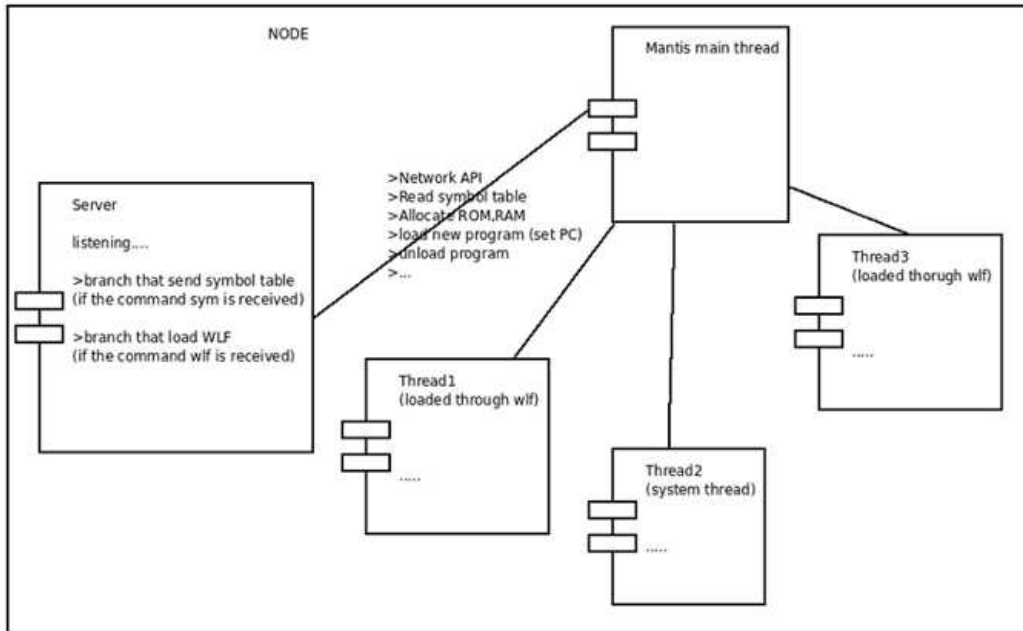 NODE
Mantis main thread
>Network API
>Read symbol table
>Allocate ROM,RAM
>load new program (set PC)
>unload program
>...
Server
listening....
>branch that send symbol table
(if the command sym is received)
>branch that load WLF
(if the command wlf is received)
Thread3
(loaded thorugh wlf)
.....
Thread1
(loaded through wlf)
.....
Thread2
(system thread)
.....